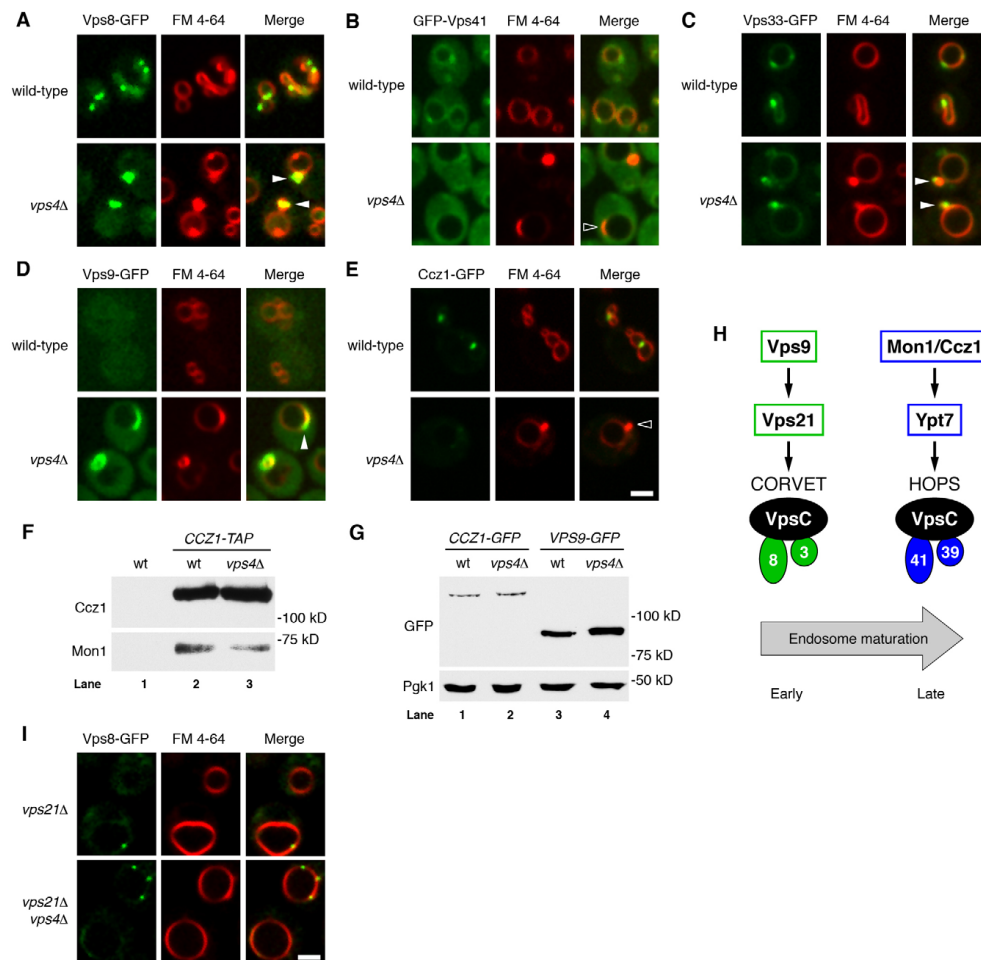 A
Vps8-GFP FM 4-64 Merge
wild-type
vps4Δ
B
GFP-Vps41 FM 4-64 Merge
wild-type
vps4Δ
C
Vps33-GFP FM 4-64 Merge
wild-type
vps4Δ
D
Vps9-GFP FM 4-64 Merge
wild-type
vps4Δ
E
Ccz1-GFP FM 4-64 Merge
wild-type
vps4Δ
F
CCZ1-TAP
wt wt vps4Δ
Ccz1
-100 kD
-75 kD
Mon1
Lane 1 2 3
G
CCZ1-GFP VPS9-GFP
wt vps4Δ wt vps4Δ
GFP
-100 kD
-75 kD
-50 kD
Pgk1
Lane 1 2 3 4
H
Vps9 Mon1/Ccz1
Vps21 Ypt7
CORVET HOPS
VpsC VpsC
8 3 41 39
Endosome maturation
Early Late
I
Vps8-GFP FM 4-64 Merge
vps21Δ
vps21Δ
vps4Δ